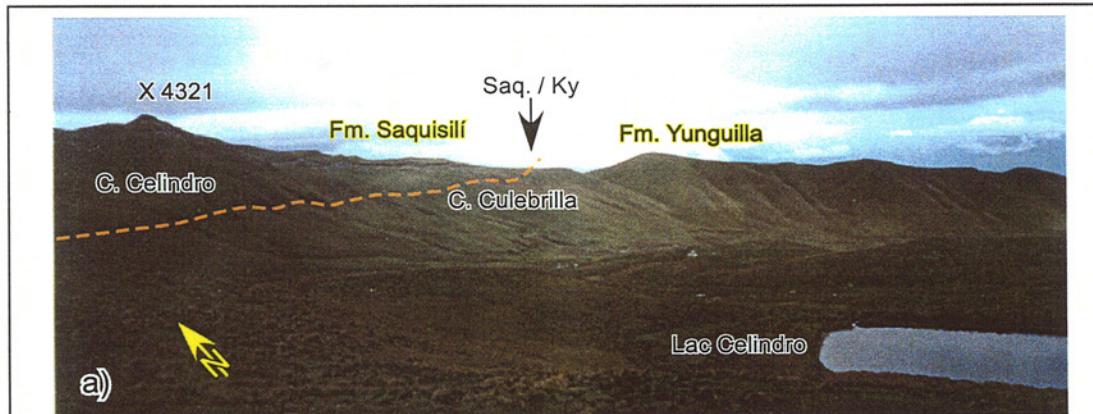 X 4321
Saq. / Ky
Fm. Saquisilí
Fm. Yunguilla
C. Celindro
C. Culebrilla
Lac Celindro
N
a)